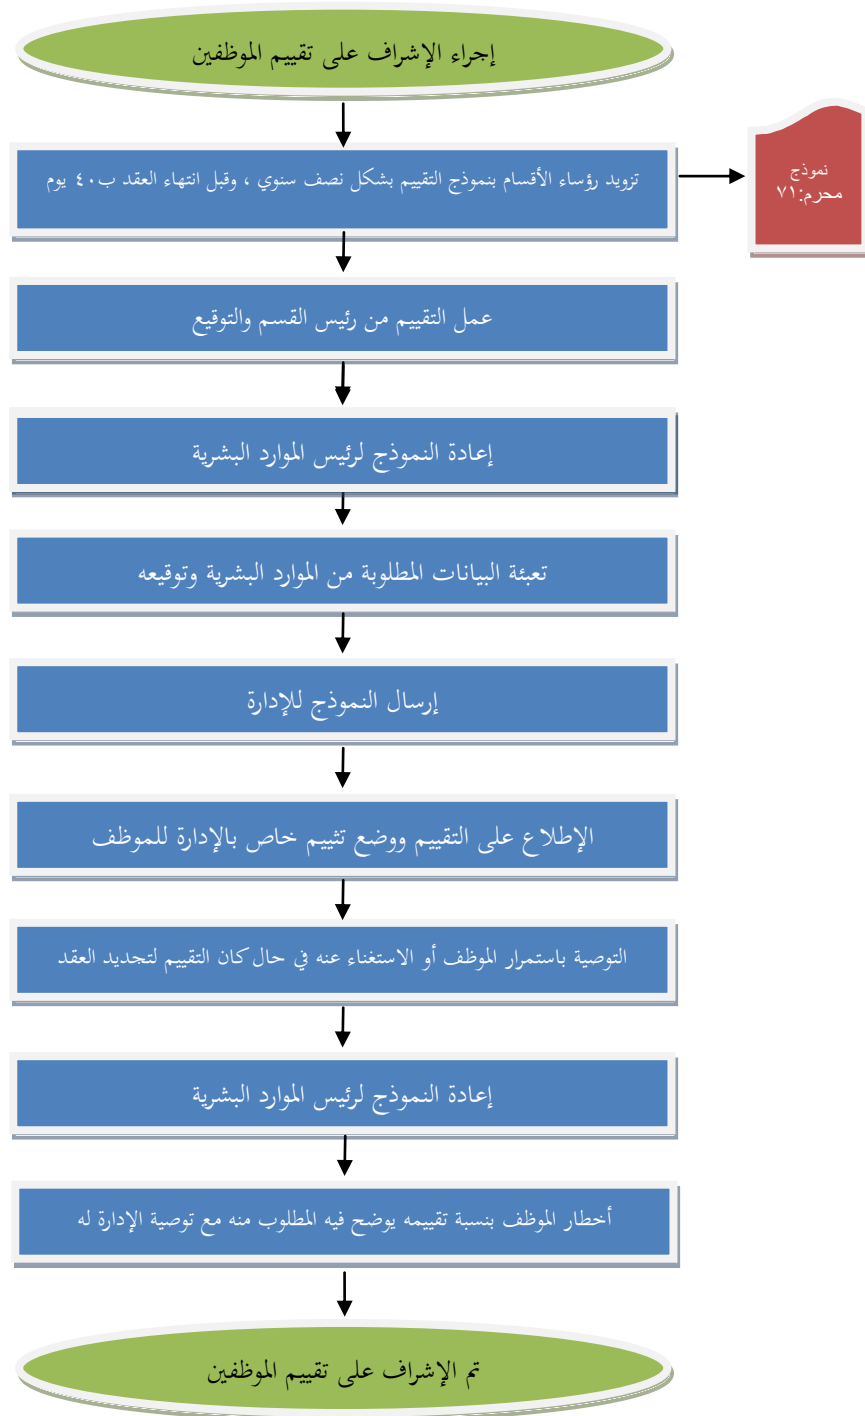 إجراء الإشراف على تقييم الموظفين
تزويد رؤساء الأقسام بنموذج التقييم بشكل نصف سنوي ، وقبل انتهاء العقد ب٤٠ يوم
نموذج
محرم:٧١
عمل التقييم من رئيس القسم والتوقيع
إعادة النموذج لرئيس الموارد البشرية
تعبئة البيانات المطلوبة من الموارد البشرية وتوقيعه
إرسال النموذج للإدارة
الإطلاع على التقييم ووضع تثييم خاص بالإدارة للموظف
التوصية باستمرار الموظف أو الاستغناء عنه في حال كان التقييم لتجديد العقد
إعادة النموذج لرئيس الموارد البشرية
أخطار الموظف بنسبة تقييمه يوضح فيه المطلوب منه مع توصية الإدارة له
تم الإشراف على تقييم الموظفين